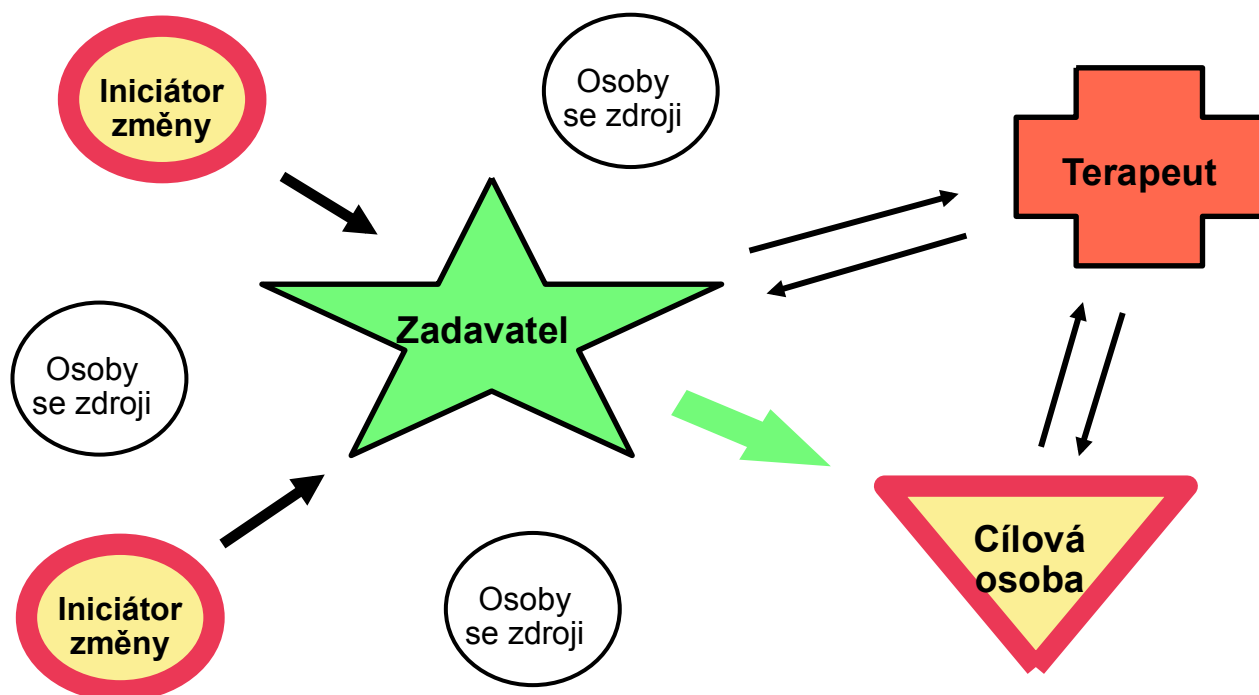 Iniciátor
změny
Osoby
se zdroji
Terapeut
Zadavatel
Osoby
se zdroji
Cílová
osoba
Iniciátor
změny
Osoby
se zdroji